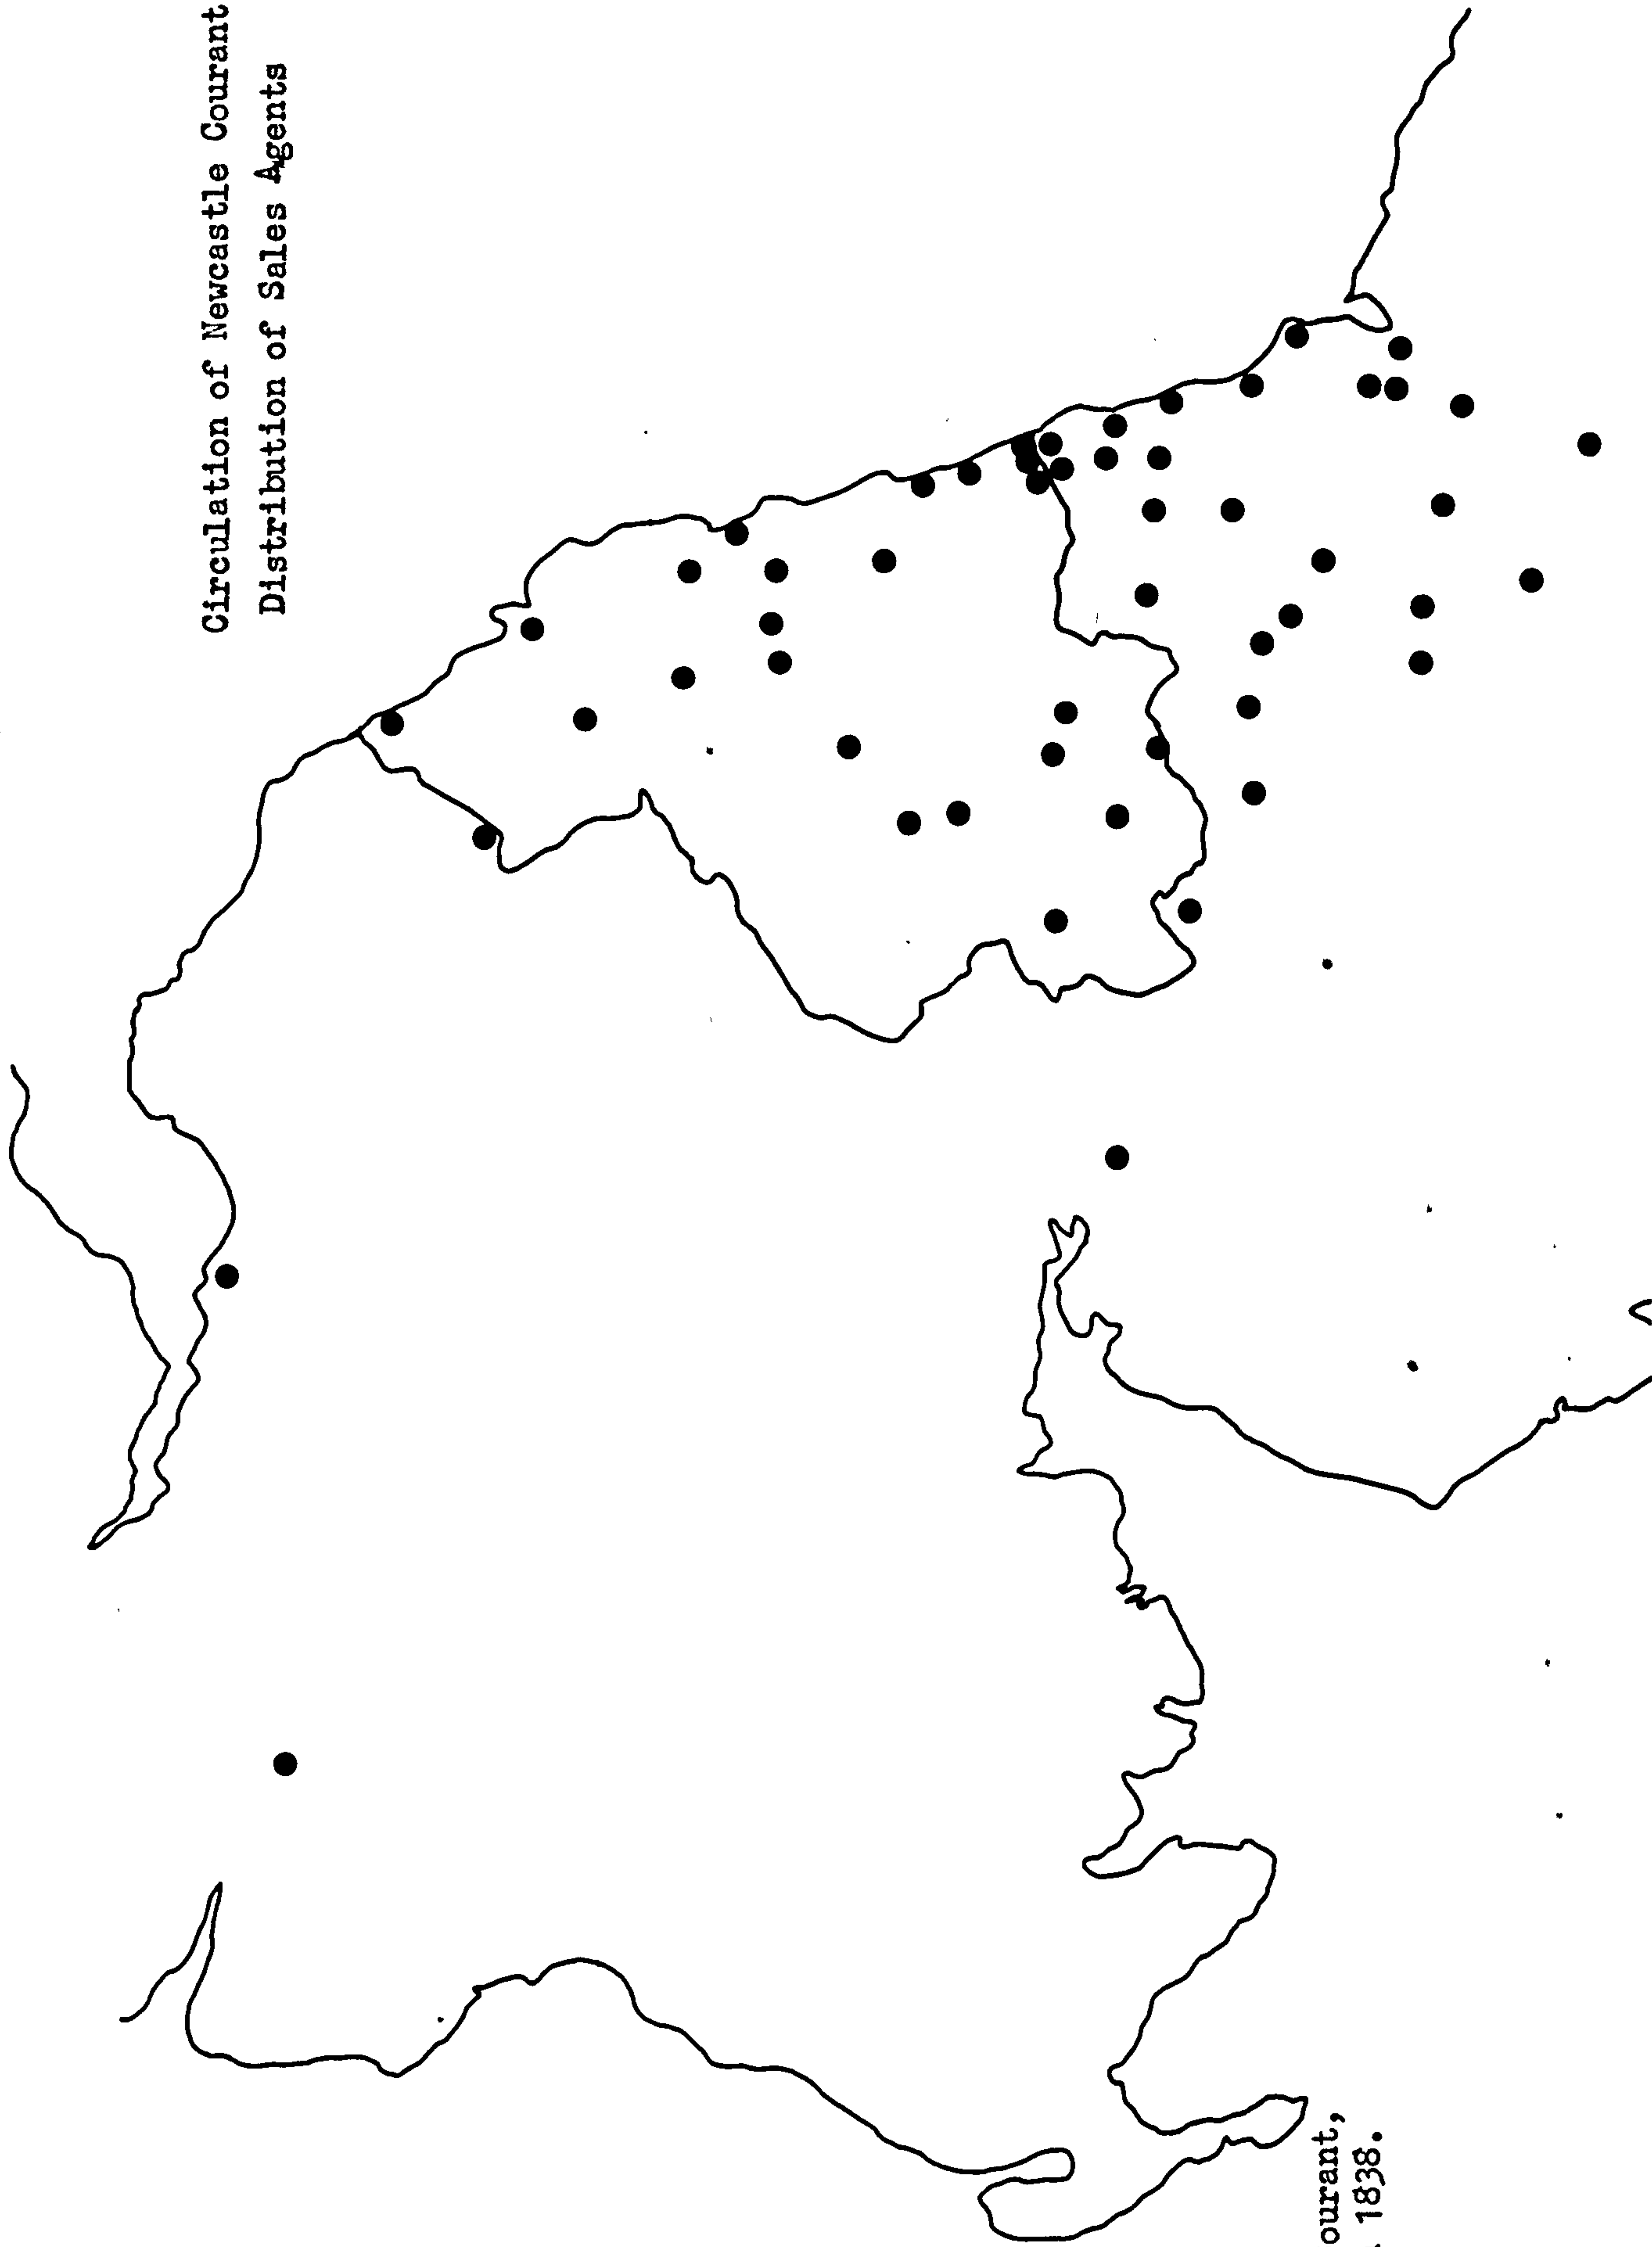 Circulation of Newcastle Courant
Distribution of Sales Agents
ourant,
1838.